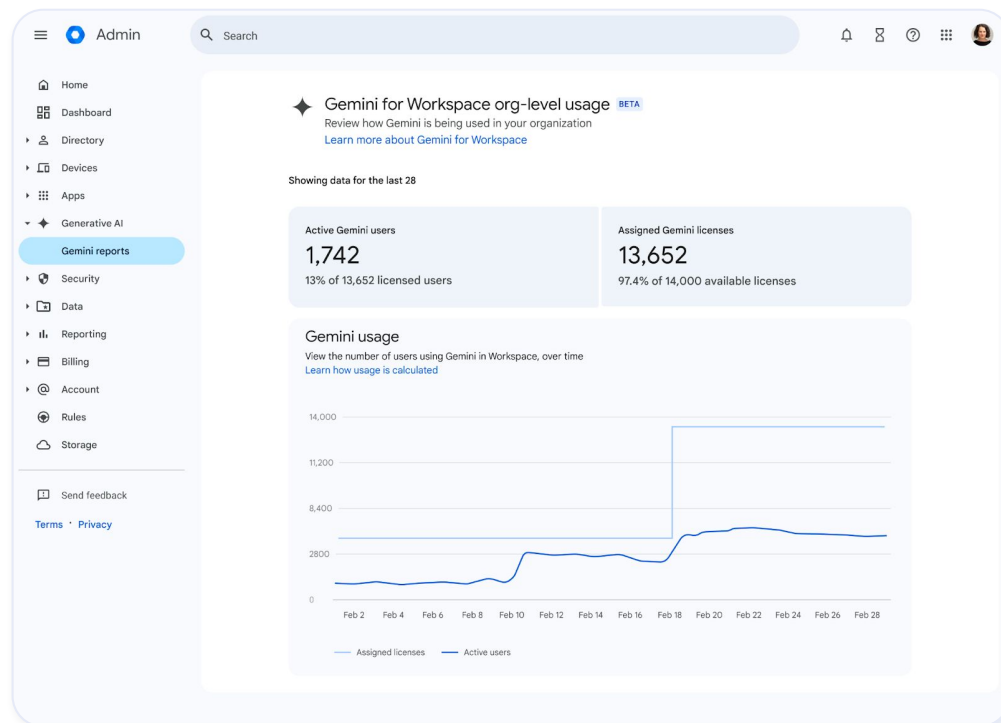 Admin
Search
Home
Dashboard
Directory
Devices
Apps
Generative AI
Gemini reports
Security
Data
Reporting
Billing
Account
Rules
Storage
Send feedback
Terms · Privacy
Gemini for Workspace org-level usage BETA
Review how Gemini is being used in your organization
Learn more about Gemini for Workspace
Showing data for the last 28
Active Gemini users
1,742
13% of 13,652 licensed users
Assigned Gemini licenses
13,652
97.4% of 14,000 available licenses
Gemini usage
View the number of users using Gemini in Workspace, over time
Learn how usage is calculated
14,000
11,200
8,400
2800
0
Feb 2 Feb 4 Feb 6 Feb 8 Feb 10 Feb 12 Feb 14 Feb 16 Feb 18 Feb 20 Feb 22 Feb 24 Feb 26 Feb 28
Assigned licenses Active users